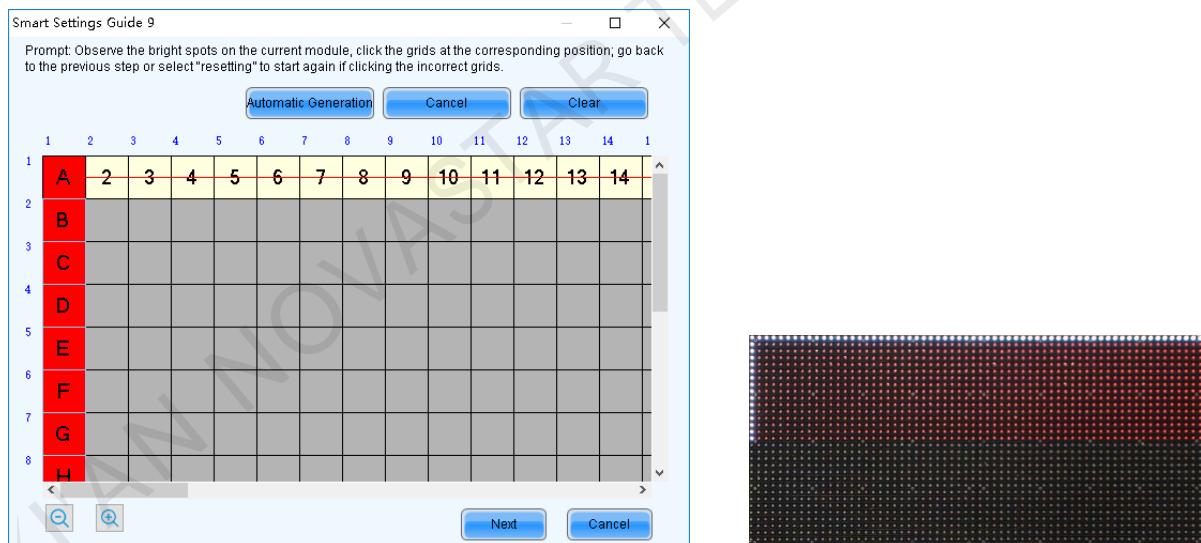 Smart Settings Guide 9
Prompt: Observe the bright spots on the current module, click the grids at the corresponding position; go back
to the previous step or select "resetting" to start again if clicking the incorrect grids.
Automatic Generation Cancel Clear
1 2 3 4 5 6 7 8 9 10 11 12 13 14 1
1 A 2 3 4 5 6 7 8 9 10 11 12 13 14
2 B
3 C
4 D
5 E
6 F
7 G
8 H
Next Cancel
AN NOVASTAR TE